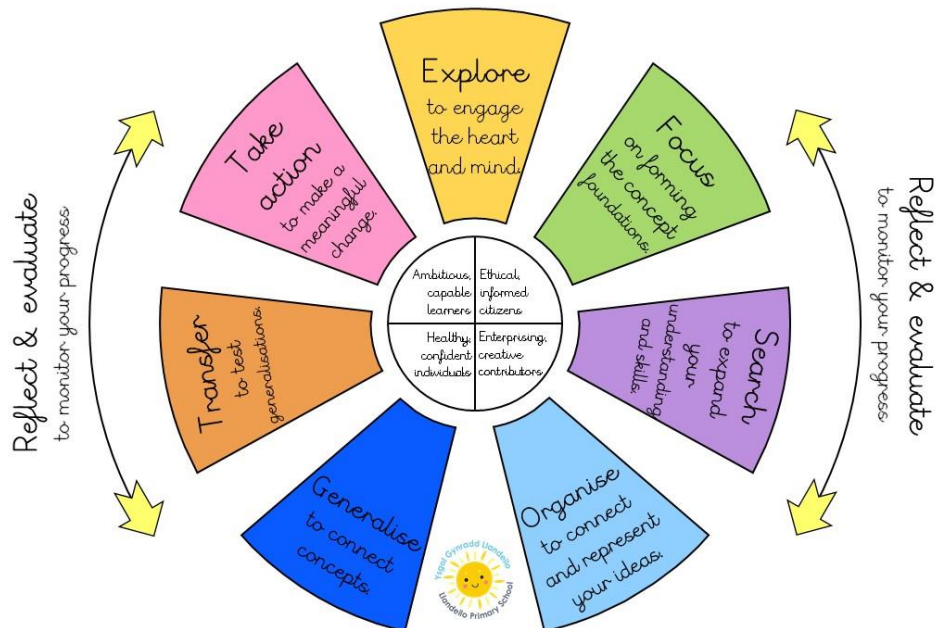 Explore
to engage
the heart
and mind.
Focus
on forming
the concept
foundations.
Search
to expand
your
understanding
and skills.
Organise
to connect
and represent
your ideas.
Generalise
to connect
concepts.
Transfer
to test
generalisations.
Take
action
to make a
meaningful
change.
Ambitious,
capable
learners
Ethical,
informed
citizens
Healthy,
confident
individuals
Enterprising,
creative
contributors
Reflect & evaluate
to monitor your progress
Reflect & evaluate
to monitor your progress
Ysgol Gynradd Llandeilo
Llandeilo Primary School